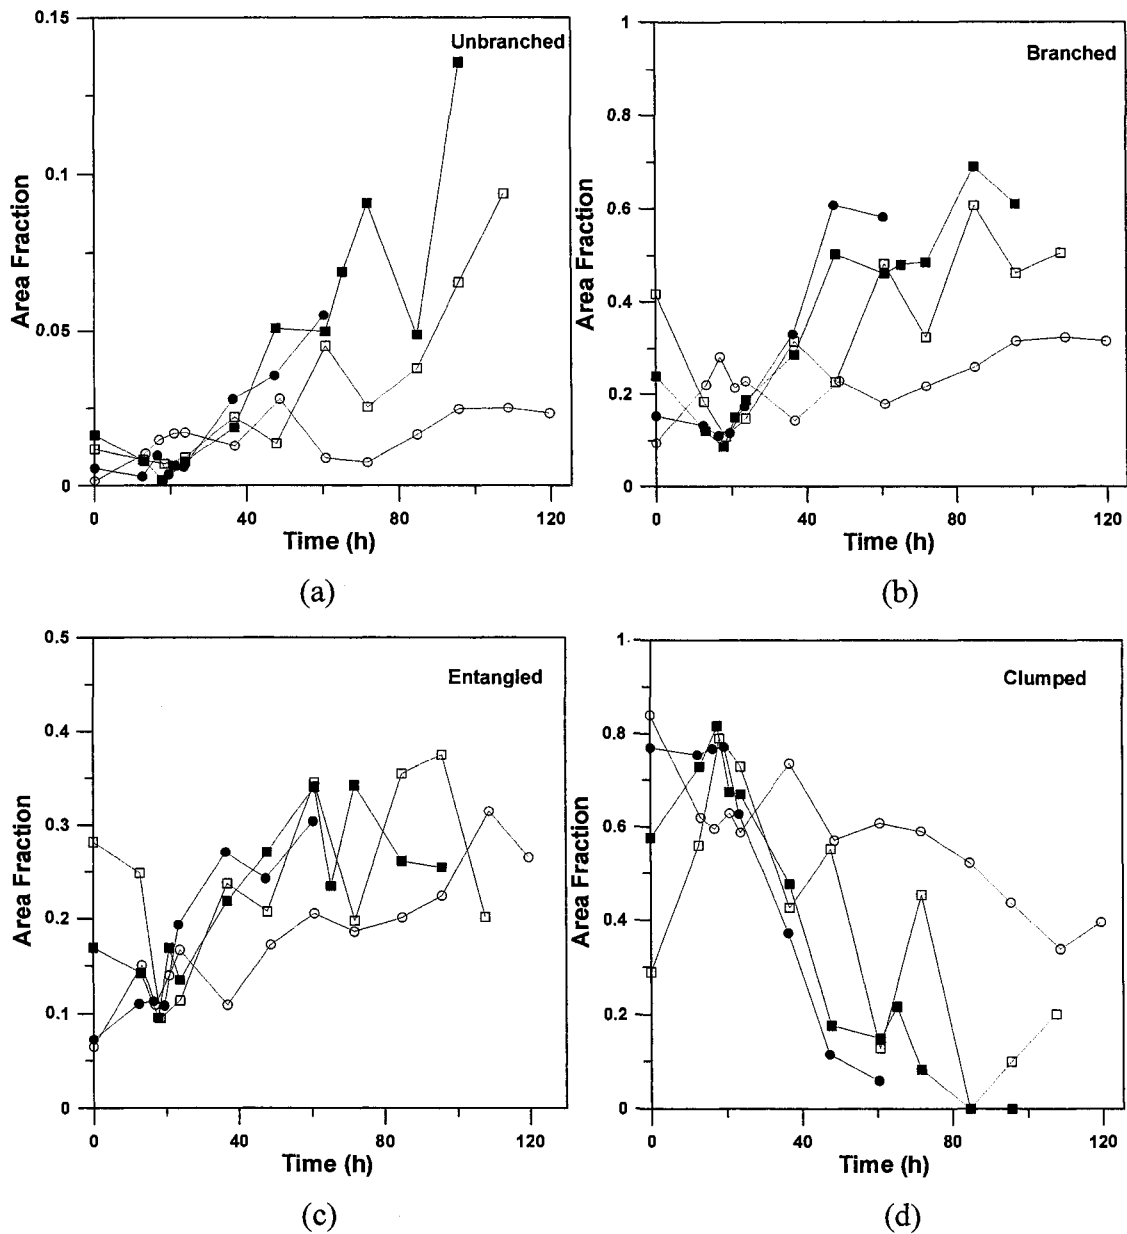 0.15
Unbranched
0.1
0.05
0
Area Fraction
0 40 80 120
Time (h)
(a)
1
Branched
0.8
0.6
0.4
0.2
0
Area Fraction
0 40 80 120
Time (h)
(b)
0.5
Entangled
0.4
0.3
0.2
0.1
0
Area Fraction
0 40 80 120
Time (h)
(c)
1
Clumped
0.8
0.6
0.4
0.2
0
Area Fraction
0 40 80 120
Time (h)
(d)